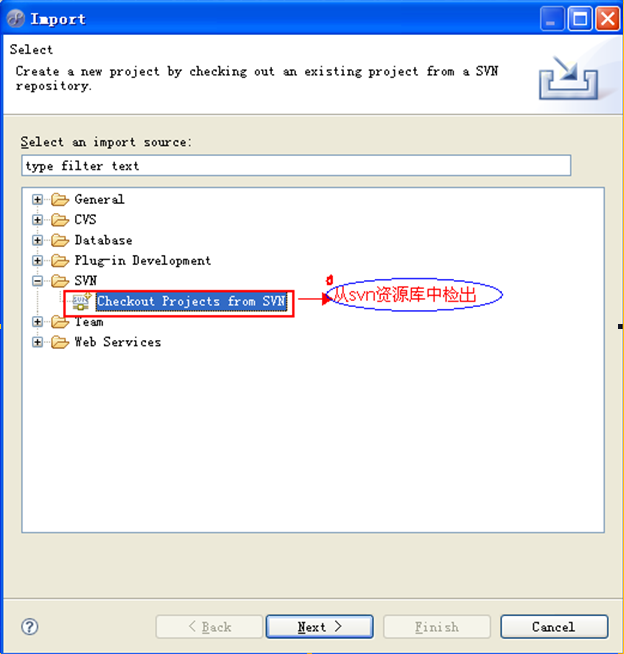 Import
Select
Create a new project by checking out an existing project from a SVN
repository.
Select an import source:
type filter text
General
CVS
Database
Plug-in Development
SVN
Checkout Projects from SVN
从svn资源库中检出
Team
Web Services
?
< Back
Next >
Finish
Cancel